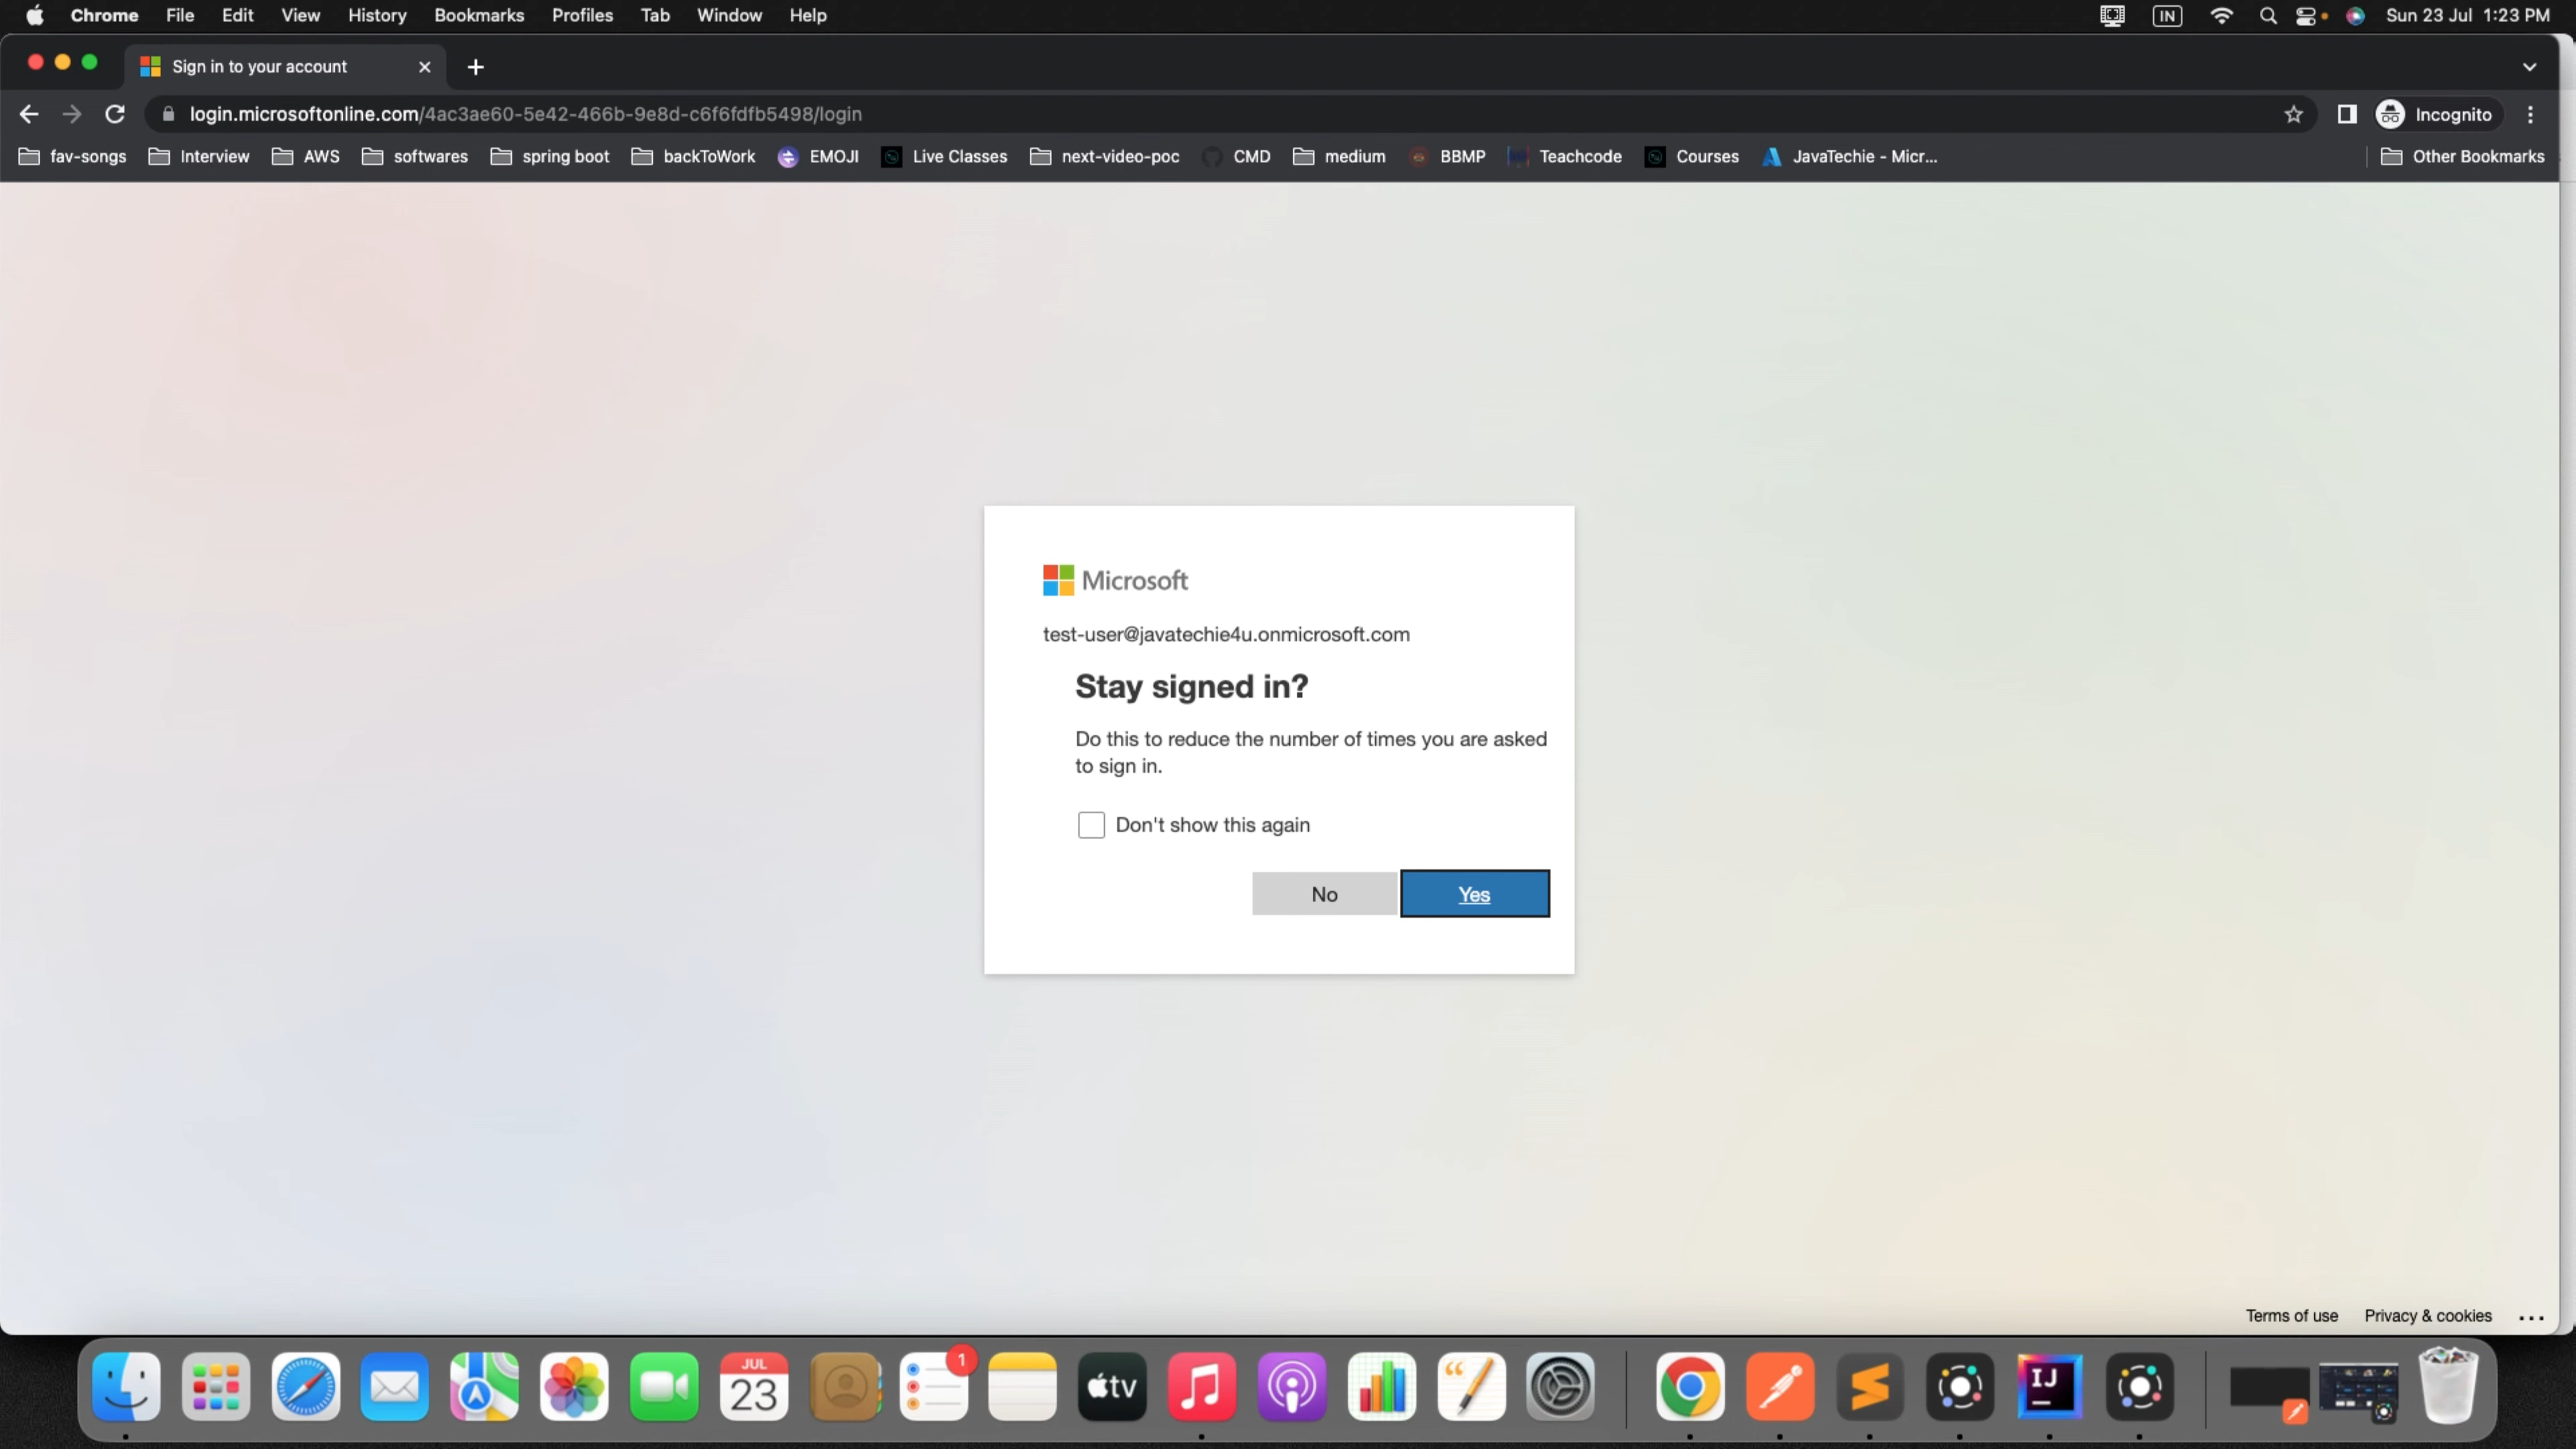 Chrome File Edit View History Bookmarks Profiles Tab Window Help IN Sun 23 Jul 1:23 PM
Sign in to your account
login.microsoftonline.com/4ac3ae60-5e42-466b-9e8d-c6f6fdfb5498/login Incognito
fav-songs Interview AWS softwares spring boot backToWork EMOJI Live Classes next-video-poc CMD medium BBMP Teachcode Courses JavaTechie - Micr... Other Bookmarks
Microsoft
test-user@javatechie4u.onmicrosoft.com
Stay signed in?
Do this to reduce the number of times you are asked
to sign in.
Don't show this again
No Yes
Terms of use Privacy & cookies ...
JUL
23
1
tv
IJ